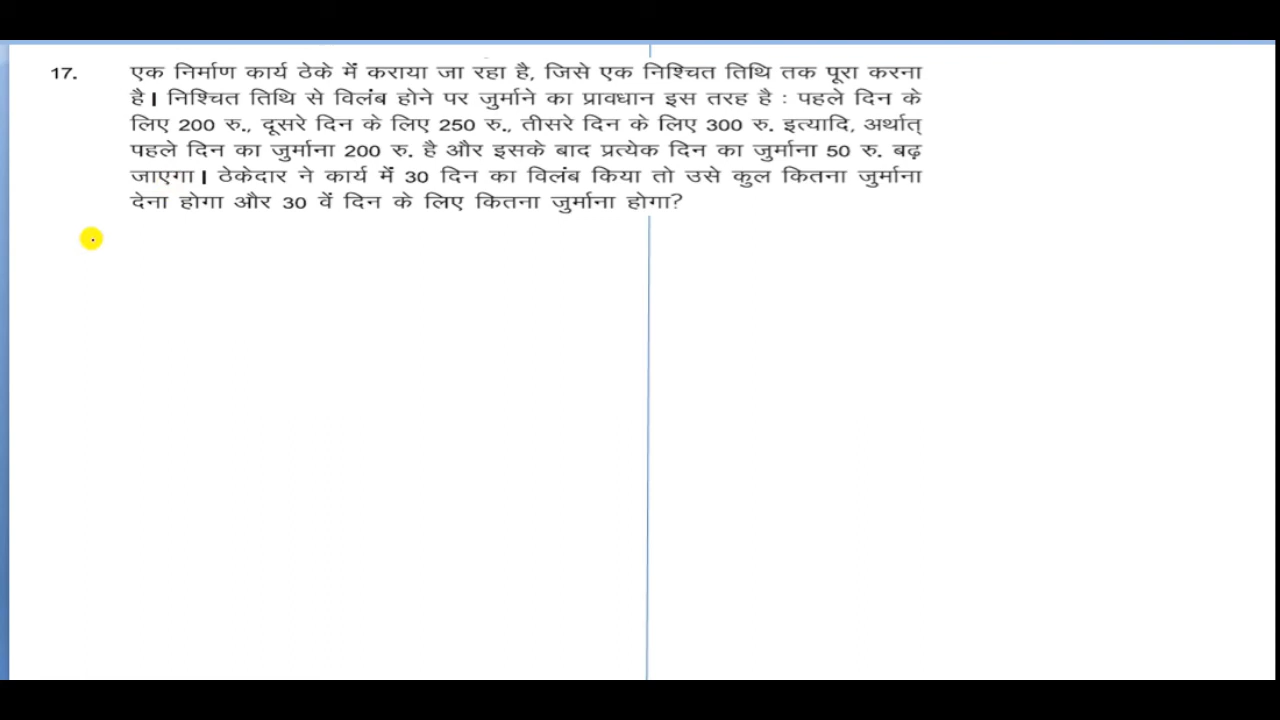 17. एक निर्माण कार्य ठेके में कराया जा रहा है, जिसे एक निश्चित तिथि तक पूरा करना
है। निश्चित तिथि से विलंब होने पर जुर्माने का प्रावधान इस तरह है : पहले दिन के
लिए 200 रु., दूसरे दिन के लिए 250 रु., तीसरे दिन के लिए 300 रु. इत्यादि, अर्थात्
पहले दिन का जुर्माना 200 रु. है और इसके बाद प्रत्येक दिन का जुर्माना 50 रु. बढ़
जाएगा। ठेकेदार ने कार्य में 30 दिन का विलंब किया तो उसे कुल कितना जुर्माना
देना होगा और 30 वें दिन के लिए कितना जुर्माना होगा?